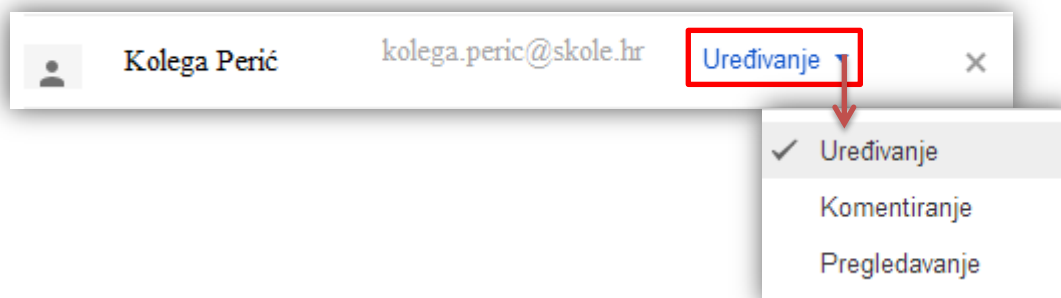 Kolega Perić kolega.peric@skole.hr Uređivanje
Uređivanje
Komentiranje
Pregledavanje